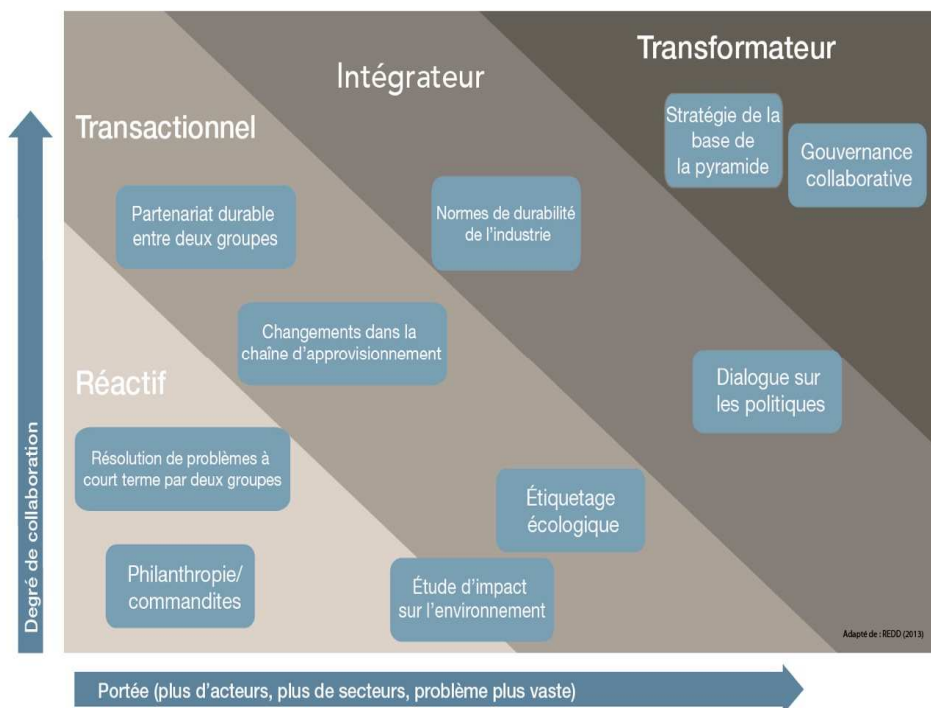 Transformateur
Intégrateur
Transactionnel
Réactif
Stratégie de la
base de
la pyramide
Gouvernance
collaborative
Partenariat durable
entre deux groupes
Normes de durabilité
de l'industrie
Changements dans la
chaîne d'approvisionnement
Dialogue sur
les politiques
Résolution de problèmes à
court terme par deux groupes
Étiquetage
écologique
Philanthropie/
commandites
Étude d'impact
sur l'environnement
Adapté de : REDD (2013)
Degré de collaboration
Portée (plus d'acteurs, plus de secteurs, problème plus vaste)